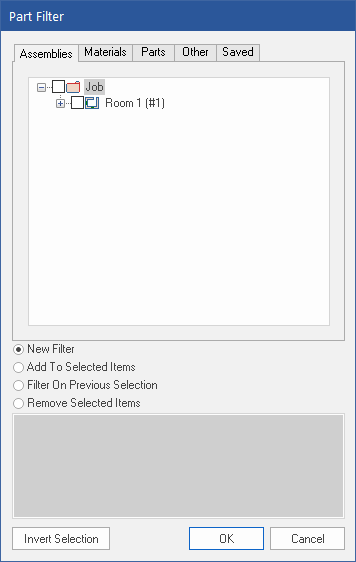 Part Filter
Assemblies Materials Parts Other Saved
Job
Room 1 (#1)
New Filter
Add To Selected Items
Filter On Previous Selection
Remove Selected Items
Invert Selection OK Cancel